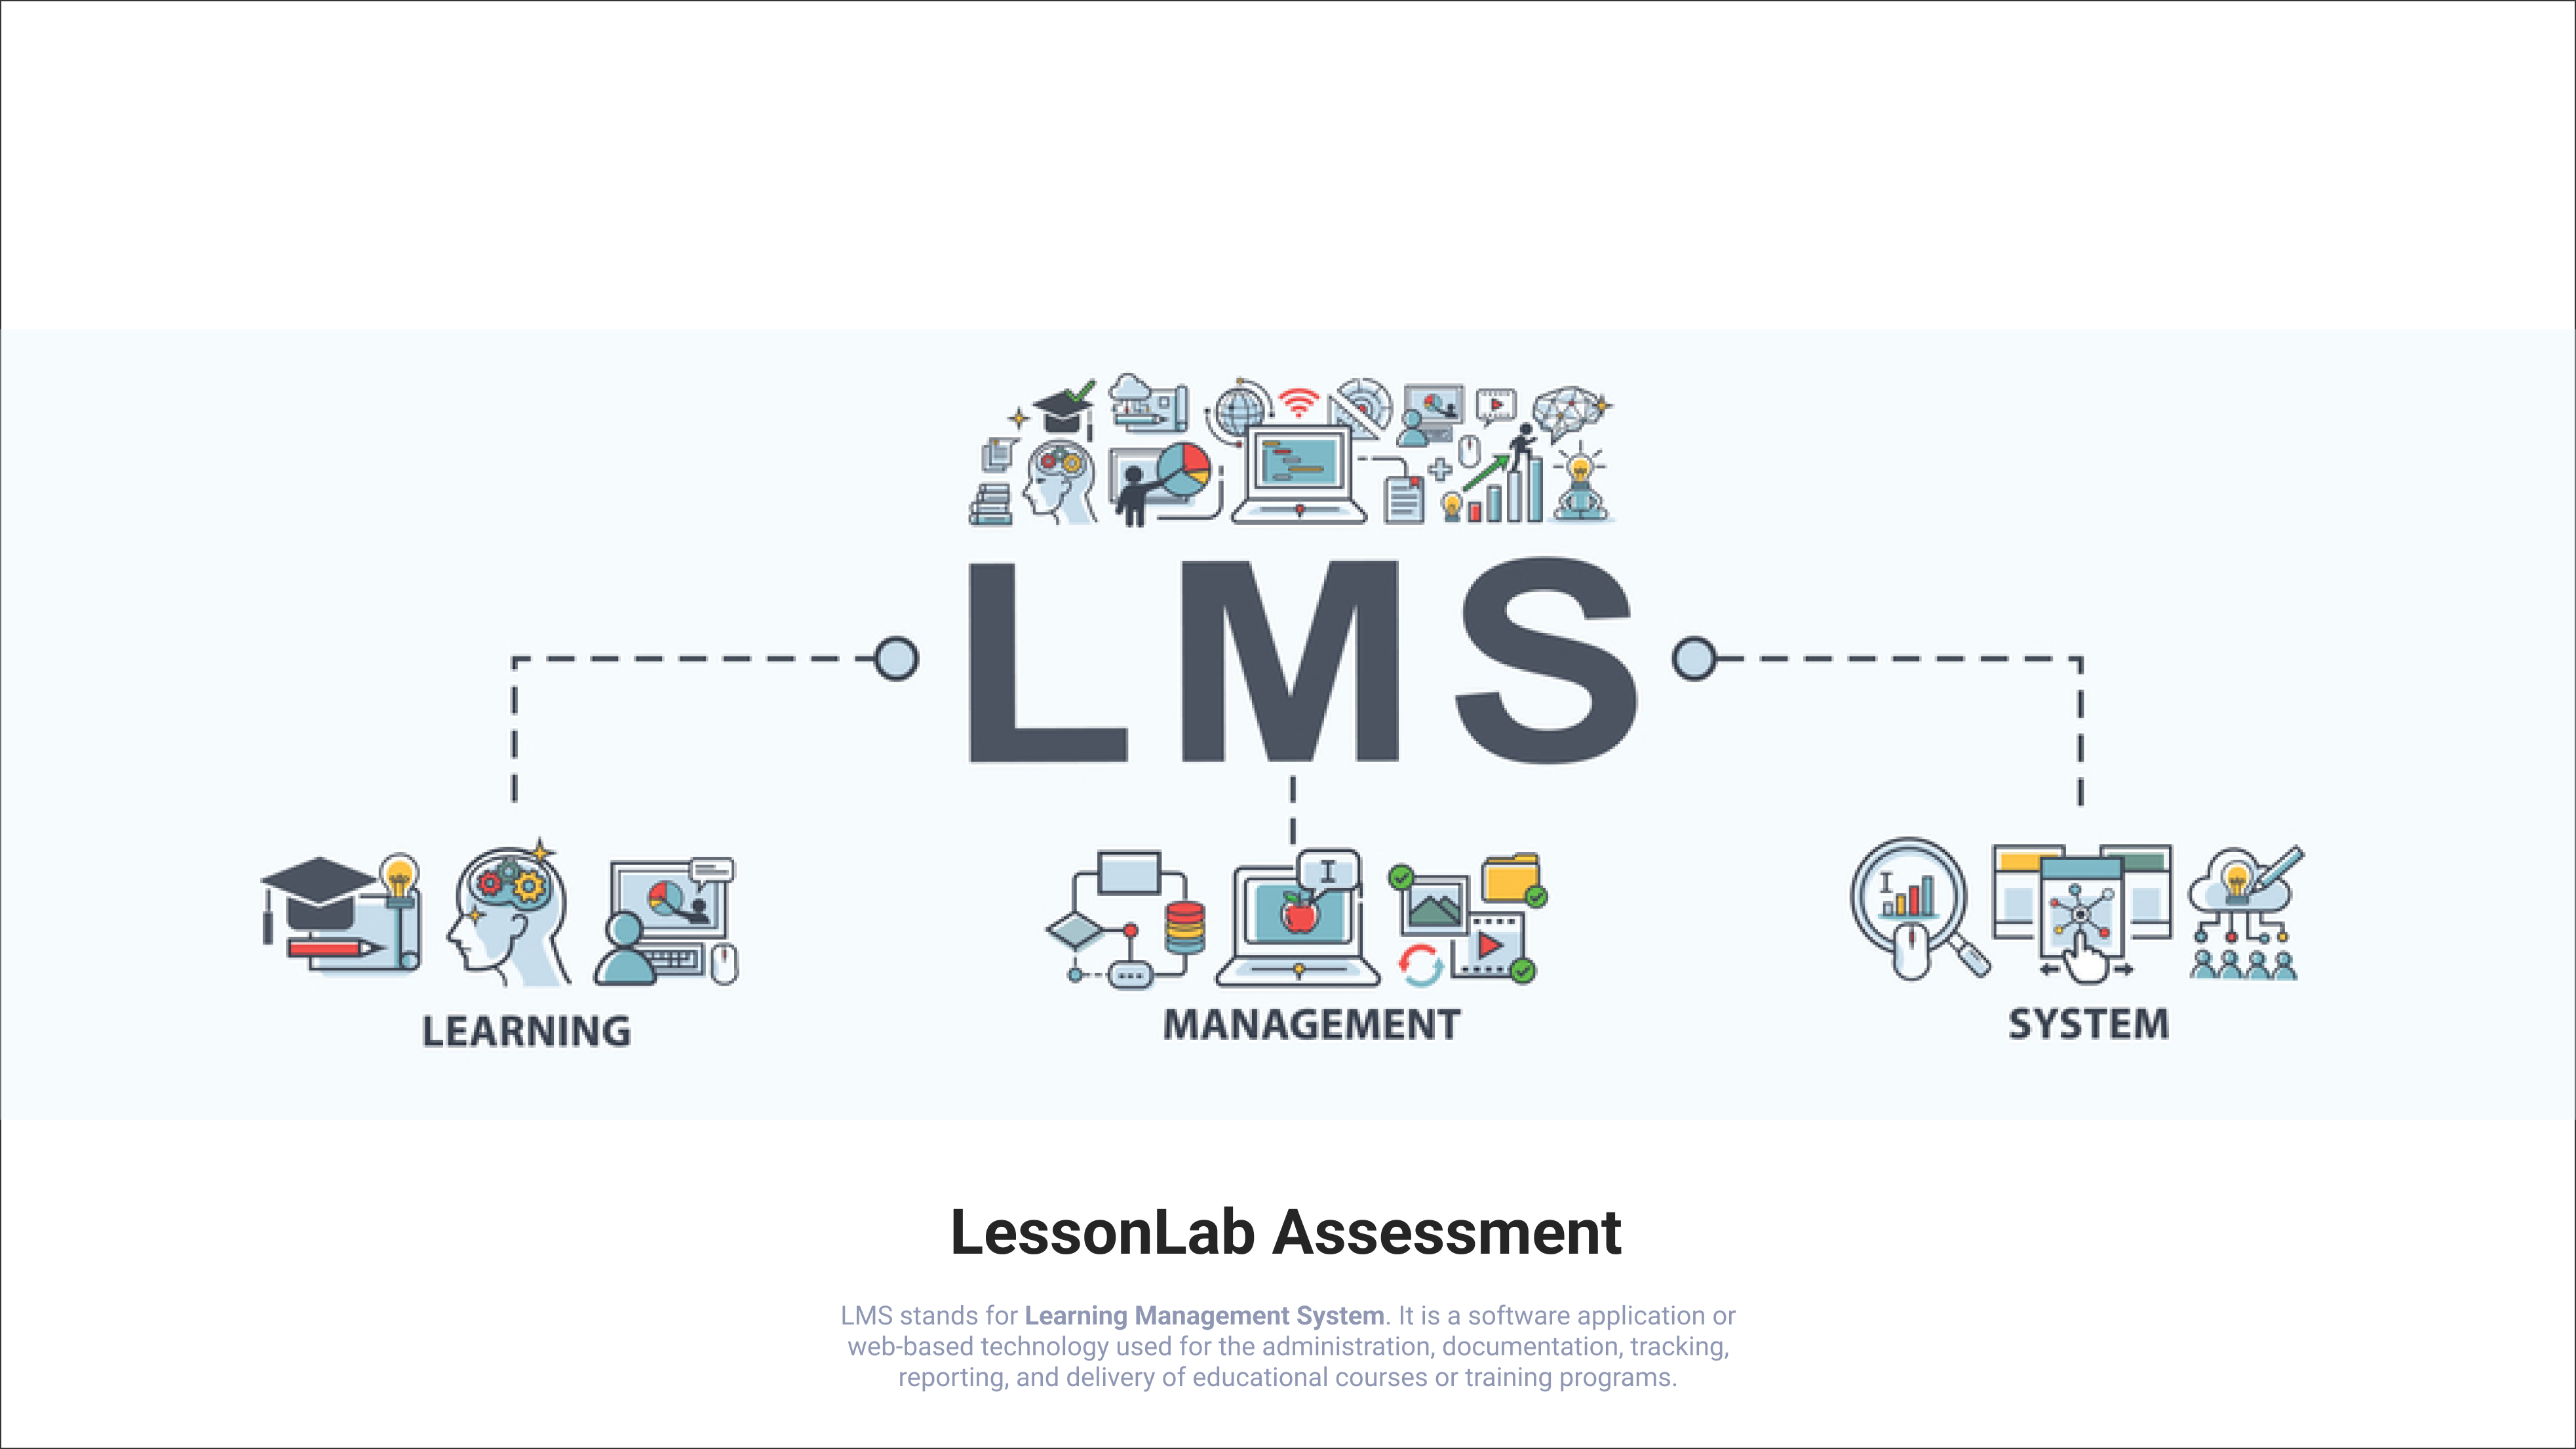 LMS
LEARNING
MANAGEMENT
SYSTEM
LessonLab Assessment
LMS stands for Learning Management System. It is a software application or
web-based technology used for the administration, documentation, tracking,
reporting, and delivery of educational courses or training programs.